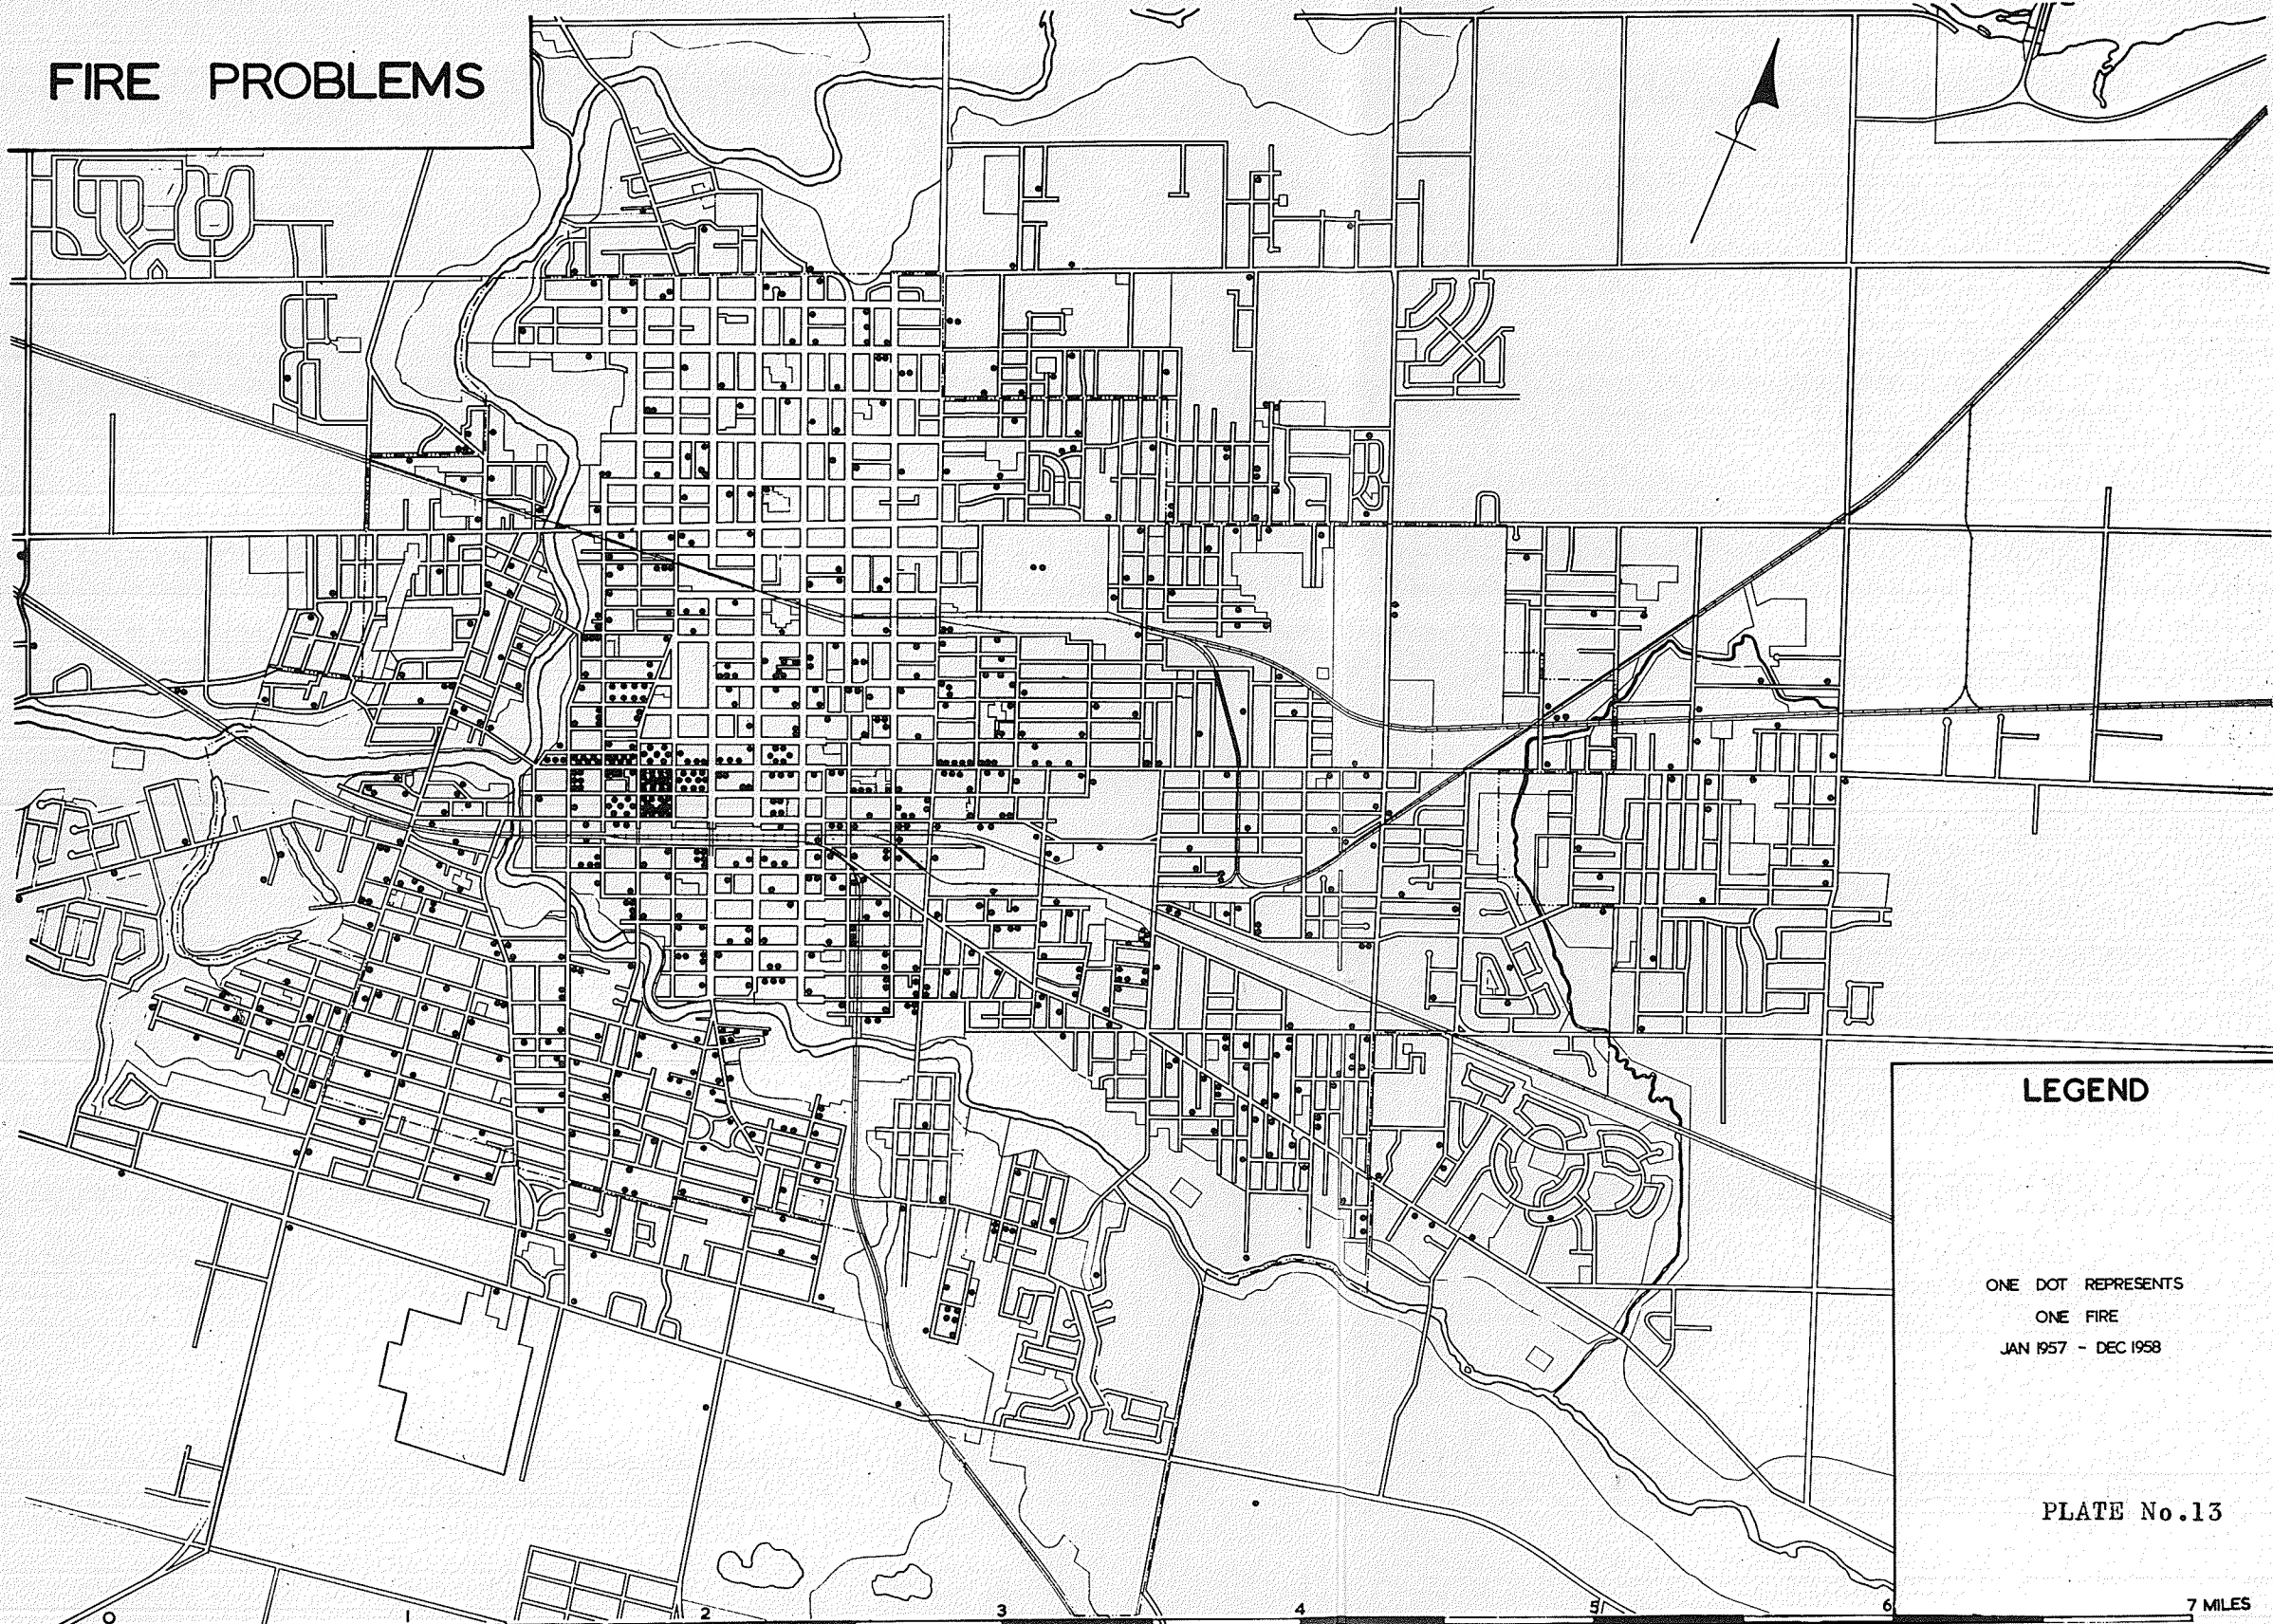 FIRE PROBLEMS
LEGEND
ONE DOT REPRESENTS
ONE FIRE
JAN 1957 - DEC 1958
PLATE No.13
0 1 2 3 4 5 6 7 MILES